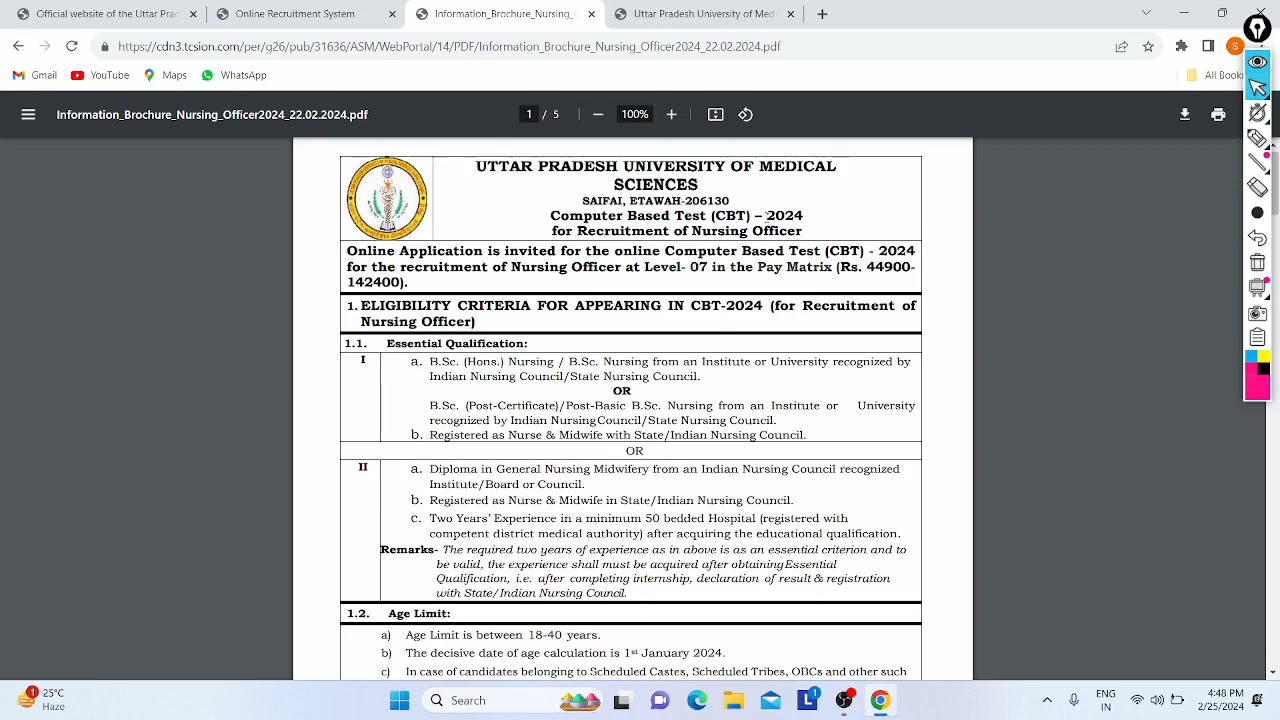 Official website of the Uttar Prad
Online Recruitment System
Information_Brochure_Nursing_O
Uttar Pradesh University of Medi
https://cdn3.tcsion.com/per/g26/pub/31636/ASM/WebPortal/14/PDF/Information_Brochure_Nursing_Officer2024_22.02.2024.pdf
S
Gmail
YouTube
Maps
WhatsApp
All Book
Information_Brochure_Nursing_Officer2024_22.02.2024.pdf
1 / 5
100%
UTTAR PRADESH UNIVERSITY OF MEDICAL
SCIENCES
SAIFAI, ETAWAH-206130
Computer Based Test (CBT) – 2024
for Recruitment of Nursing Officer
Online Application is invited for the online Computer Based Test (CBT) - 2024
for the recruitment of Nursing Officer at Level- 07 in the Pay Matrix (Rs. 44900-
142400).
1. ELIGIBILITY CRITERIA FOR APPEARING IN CBT-2024 (for Recruitment of
Nursing Officer)
1.1. Essential Qualification:
I
a. B.Sc. (Hons.) Nursing / B.Sc. Nursing from an Institute or University recognized by
Indian Nursing Council/State Nursing Council.
OR
B.Sc. (Post-Certificate)/Post-Basic B.Sc. Nursing from an Institute or University
recognized by Indian NursingCouncil/State Nursing Council.
b. Registered as Nurse & Midwife with State/Indian Nursing Council.
OR
II
a. Diploma in General Nursing Midwifery from an Indian Nursing Council recognized
Institute/Board or Council.
b. Registered as Nurse & Midwife in State/Indian Nursing Council.
c. Two Years' Experience in a minimum 50 bedded Hospital (registered with
competent district medical authority) after acquiring the educational qualification.
Remarks- The required two years of experience as in above is as an essential criterion and to
be valid, the experience shall must be acquired after obtainingEssential
Qualification, i.e. after completing internship, declaration of result & registration
with State/Indian Nursing Council.
1.2. Age Limit:
a) Age Limit is between 18-40 years.
b) The decisive date of age calculation is 1st January 2024.
c) In case of candidates belonging to Scheduled Castes, Scheduled Tribes, OBCs and other such
1
25°C
Haze
Search
L
1
ENG
IN
4:48 PM
2/25/2024